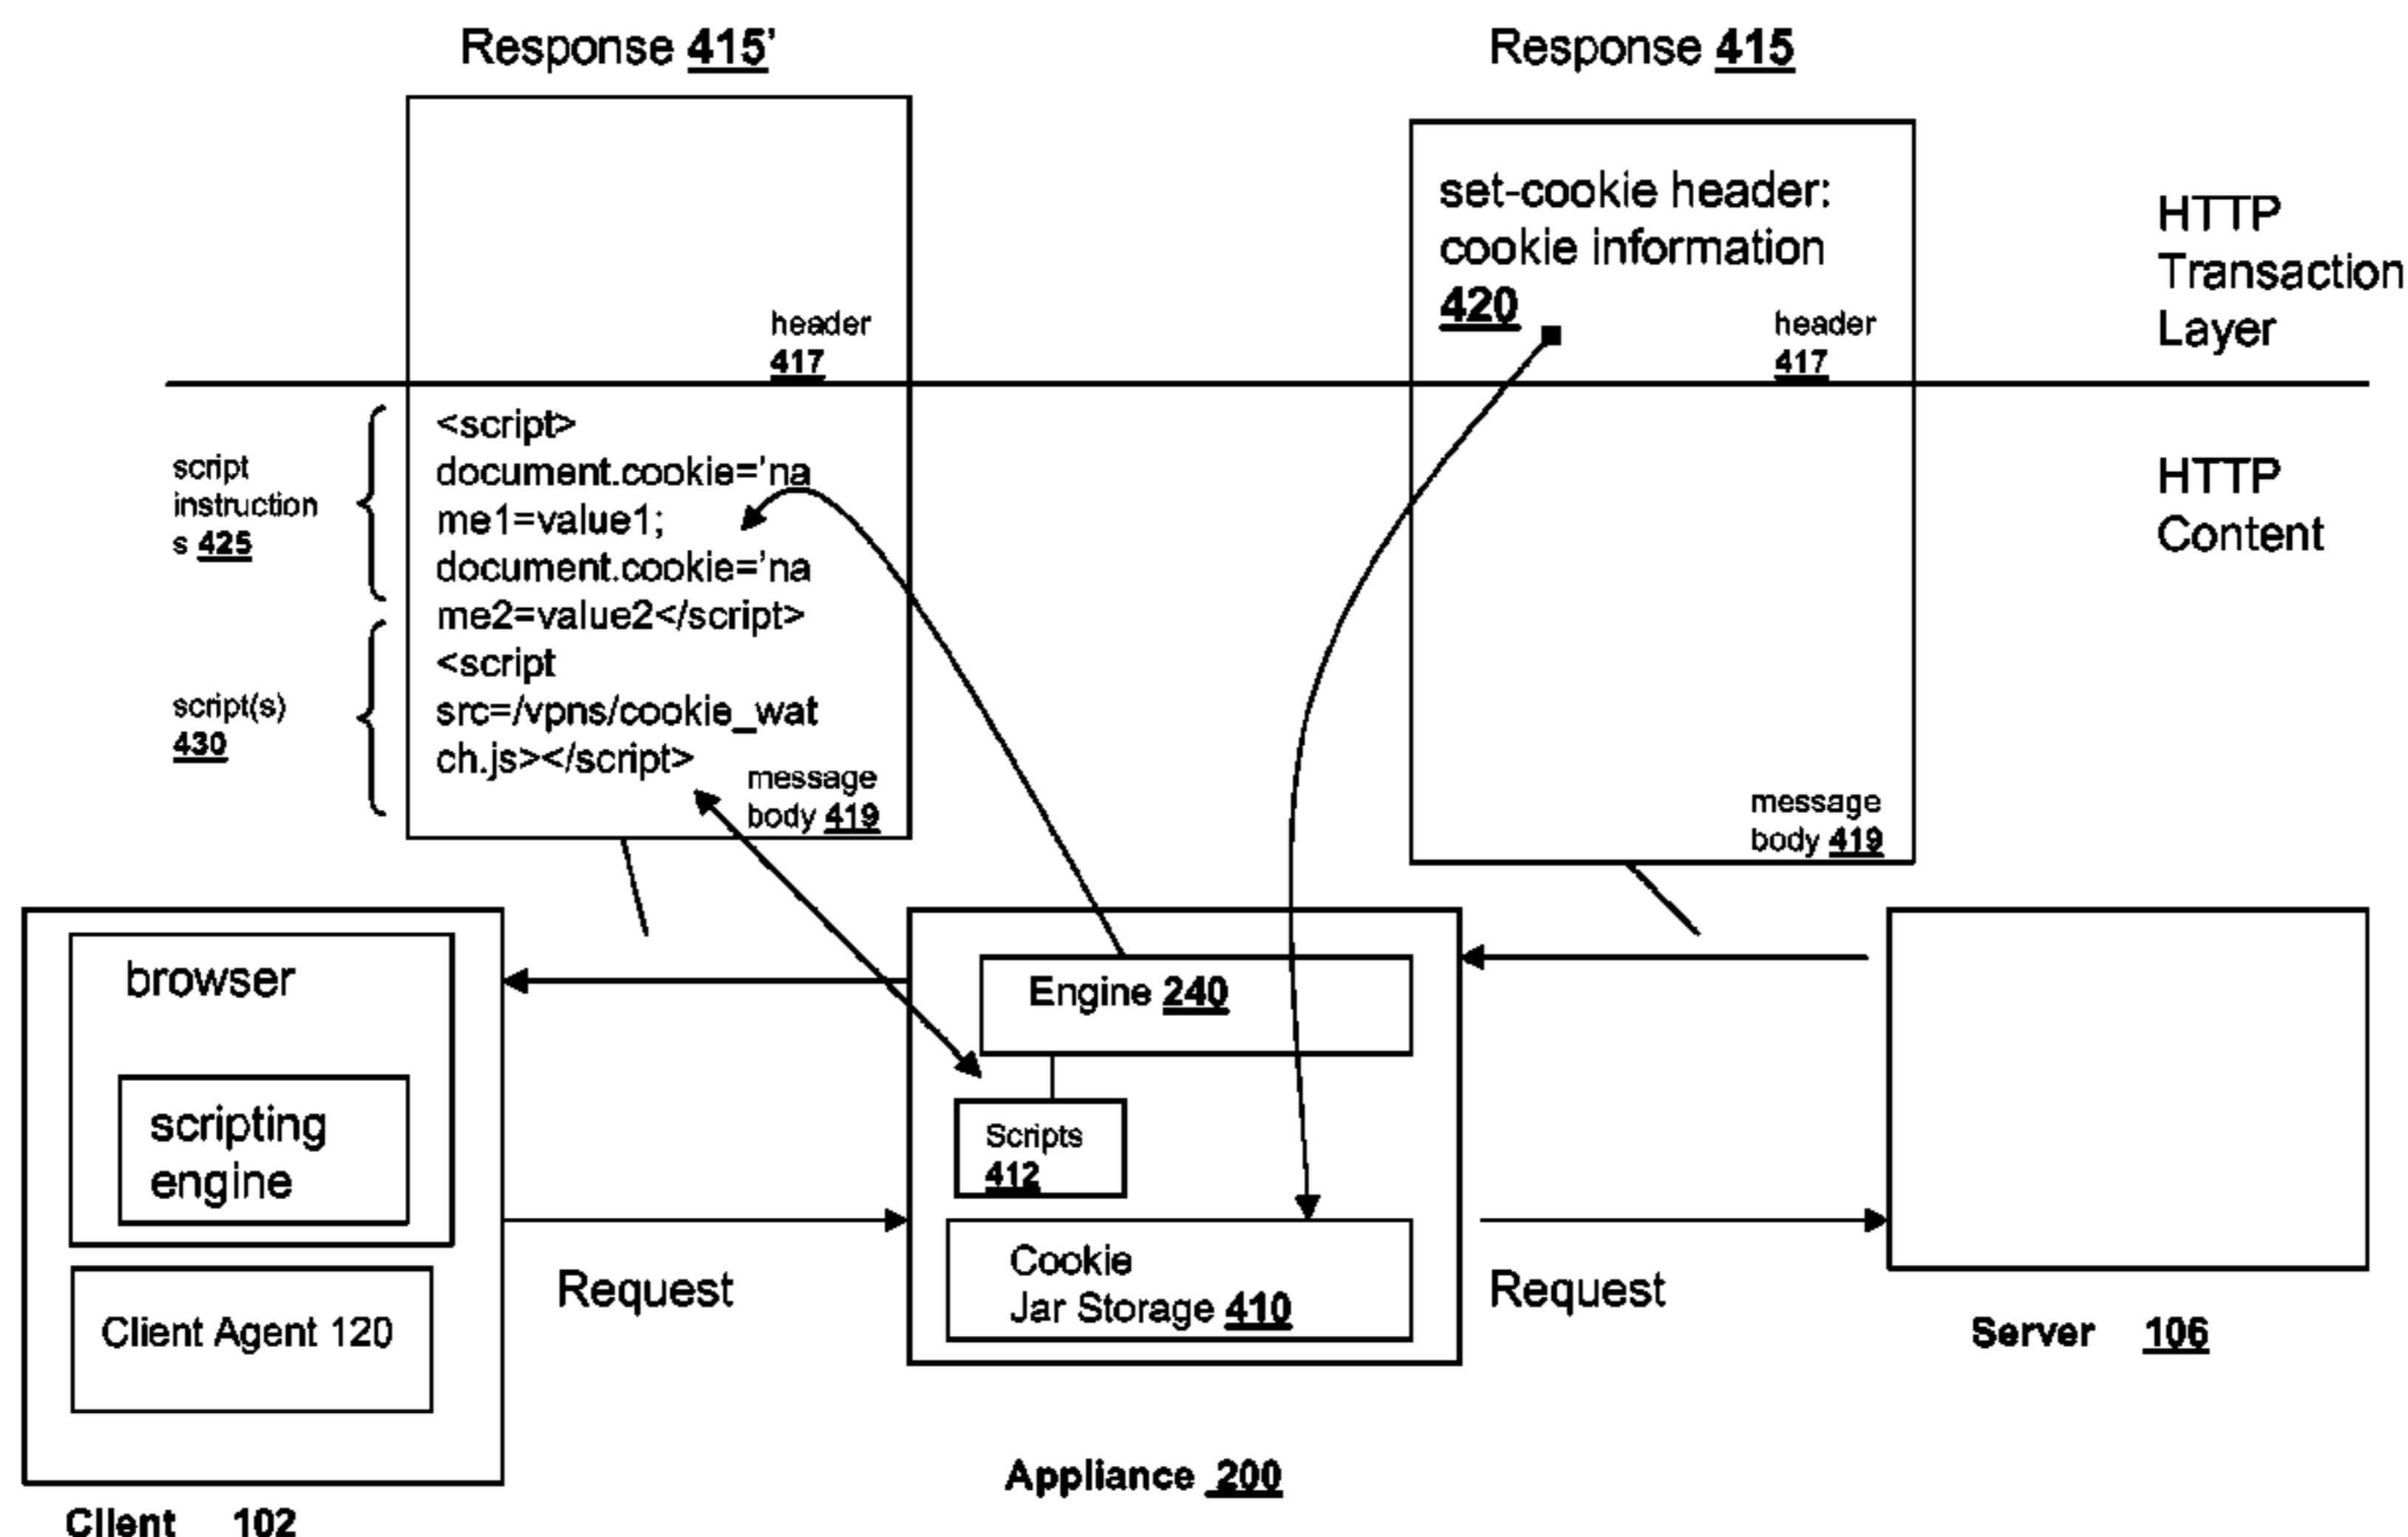 Response 415’
Response 415
set-cookie header:
cookie information
420
header
417
header
417
HTTP
Transaction
Layer
script
instruction
s 425
<script>
document.cookie=’na
me1=value1;
document.cookie=’na
me2=value2</script>
<script
src=/vpns/cookie_wat
ch.js></script>
script(s)
430
message
body 419
HTTP
Content
message
body 419
browser
scripting
engine
Client Agent 120
Client 102
Request
Engine 240
Scripts
412
Cookie
Jar Storage 410
Appliance 200
Request
Server 106